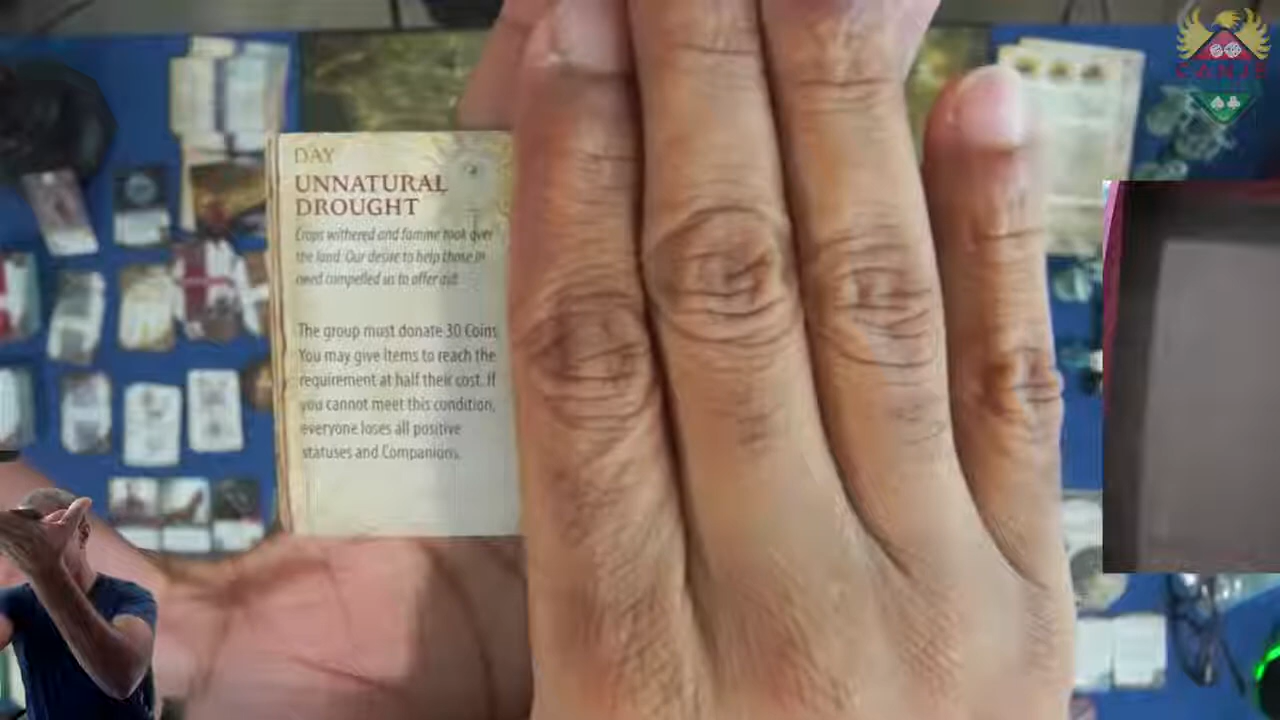 DAY
UNNATURAL
DROUGHT
Crops withered and famine took over
the land. Our desire to help those in
need compelled us to offer aid.
The group must donate 30 Coins
You may give Items to reach the
requirement at half their cost. If
you cannot meet this condition,
everyone loses all positive
statuses and Companions.
CANJE